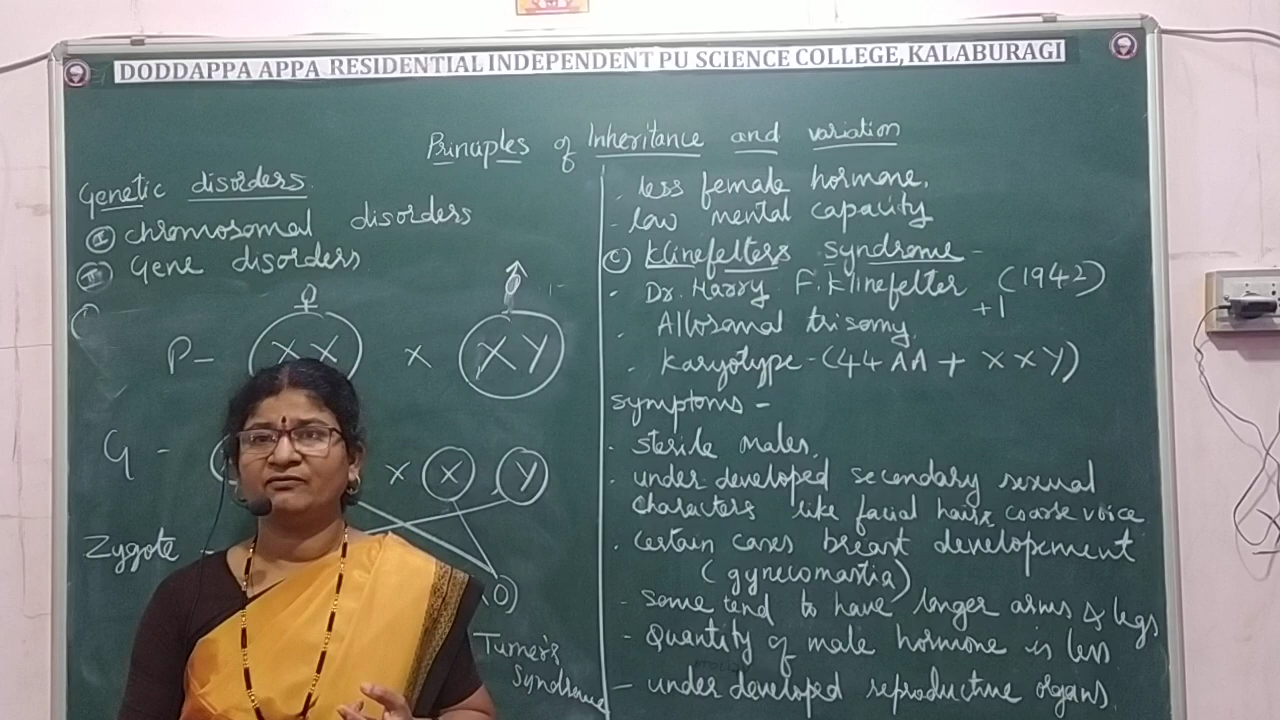 DODDAPPA APPA RESIDENTIAL INDEPENDENT PU SCIENCE COLLEGE, KALABURAGI
Principles of Inheritance and variation
Genetic disorders
I chromosomal disorders
II Gene disorders
♀ ♂
P - XX x XY
G - x X Y
Zygote -
O)
Turner's
Syndrome
. less female hormone.
- low mental capacity
C) Klinefelters syndrome -
. Dr. Harry F. Klinefelter (1942)
. Allosomal trisomy +1
. Karyotype - (44 AA + XXY)
Symptoms -
. sterile males.
. under developed secondary sexual
characters like facial hair & coarse voice
. certain cases breast developement
(gynecomastia)
- some tend to have longer arms & legs
- Quantity of male hormone is less
- under developed reproductive organs.